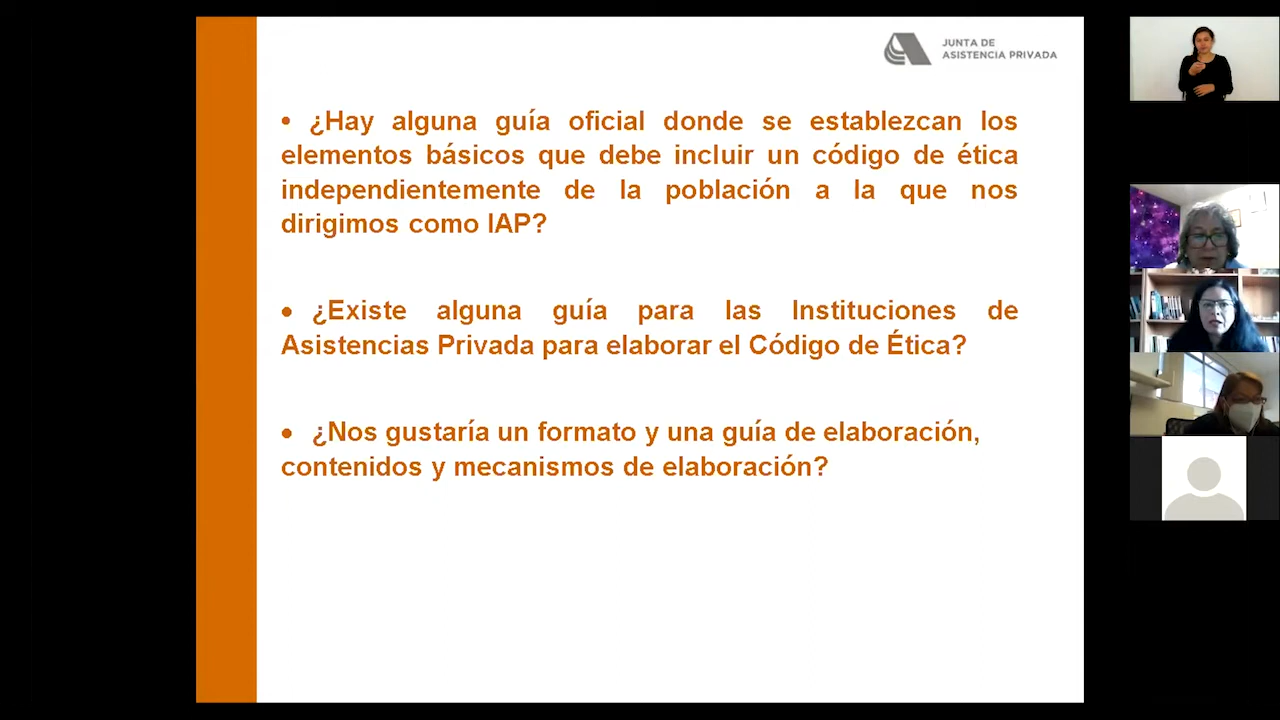 JUNTA DE
ASISTENCIA PRIVADA
• ¿Hay alguna guía oficial donde se establezcan los
elementos básicos que debe incluir un código de ética
independientemente de la población a la que nos
dirigimos como IAP?
• ¿Existe alguna guía para las Instituciones de
Asistencias Privada para elaborar el Código de Ética?
• ¿Nos gustaría un formato y una guía de elaboración,
contenidos y mecanismos de elaboración?